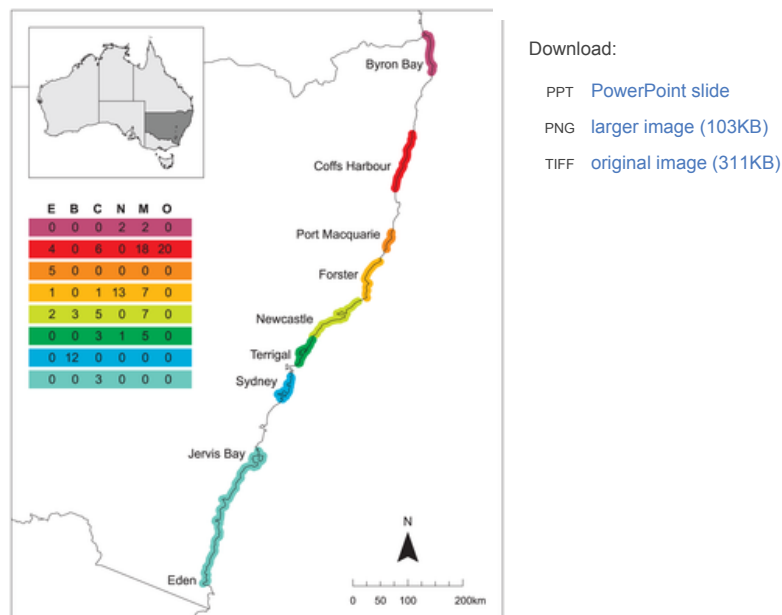 Byron Bay
Coffs Harbour
Port Macquarie
Forster
Newcastle
Terrigal
Sydney
Jervis Bay
Eden
E B C N M O
0 0 0 2 2 0
4 0 6 0 18 20
5 0 0 0 0 0
1 0 1 13 7 0
2 3 5 0 7 0
0 0 3 1 5 0
0 12 0 0 0 0
0 0 3 0 0 0
N
0 50 100 200km
Download:
PPT PowerPoint slide
PNG larger image (103KB)
TIFF original image (311KB)